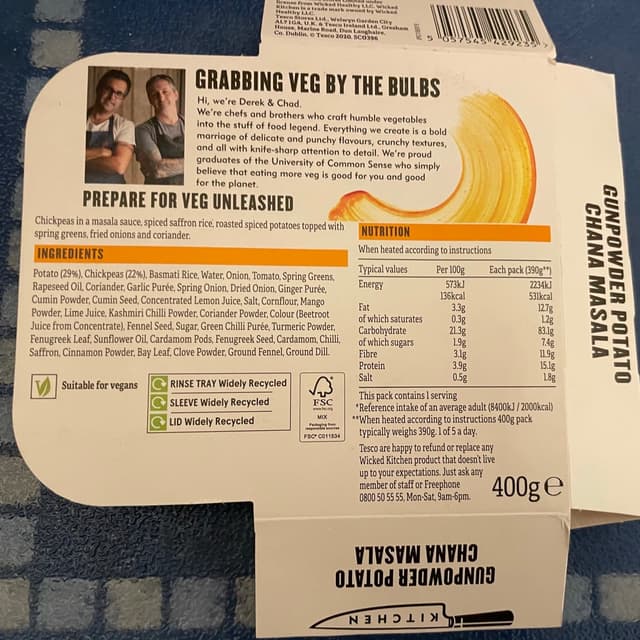 license from Wicked Healthy LLC. Wicked
Kitchen is a trade mark owned by Wicked
Healthy LLC.
Tesco Stores Ltd., Welwyn Garden City
AL7 1GA, U.K. & Tesco Ireland Ltd., Gresham
House, Marine Road, Dun Laoghaire,
Co. Dublin. © Tesco 2020. SC0396
5 057545 429235
GRABBING VEG BY THE BULBS
Hi, we're Derek & Chad.
We're chefs and brothers who craft humble vegetables
into the stuff of food legend. Everything we create is a bold
marriage of delicate and punchy flavours, crunchy textures,
and all with knife-sharp attention to detail. We're proud
graduates of the University of Common Sense who simply
believe that eating more veg is good for you and good
for the planet.
PREPARE FOR VEG UNLEASHED
Chickpeas in a masala sauce, spiced saffron rice, roasted spiced potatoes topped with
spring greens, fried onions and coriander.
INGREDIENTS
Potato (29%), Chickpeas (22%), Basmati Rice, Water, Onion, Tomato, Spring Greens,
Rapeseed Oil, Coriander, Garlic Purée, Spring Onion, Dried Onion, Ginger Purée,
Cumin Powder, Cumin Seed, Concentrated Lemon Juice, Salt, Cornflour, Mango
Powder, Lime Juice, Kashmiri Chilli Powder, Coriander Powder, Colour (Beetroot
Juice from Concentrate), Fennel Seed, Sugar, Green Chilli Purée, Turmeric Powder,
Fenugreek Leaf, Sunflower Oil, Cardamom Pods, Fenugreek Seed, Cardamom, Chilli,
Saffron, Cinnamon Powder, Bay Leaf, Clove Powder, Ground Fennel, Ground Dill.
V Suitable for vegans
RINSE TRAY Widely Recycled
SLEEVE Widely Recycled
LID Widely Recycled
FSC
www.fsc.org
MIX
Packaging from
responsible sources
FSC® C011934
NUTRITION
When heated according to instructions
Typical values Per 100g Each pack (390g**)
Energy 573kJ 2234kJ
136kcal 531kcal
Fat 3.3g 12.7g
of which saturates 0.3g 1.2g
Carbohydrate 21.3g 83.1g
of which sugars 1.9g 7.4g
Fibre 3.1g 11.9g
Protein 3.9g 15.1g
Salt 0.5g 1.8g
This pack contains 1 serving
*Reference intake of an average adult (8400kJ / 2000kcal)
**When heated according to instructions 400g pack
typically weighs 390g. 1 of 5 a day.
Tesco are happy to refund or replace any
Wicked Kitchen product that doesn't live
up to your expectations. Just ask any
member of staff or Freephone
0800 50 55 55, Mon-Sat, 9am-6pm.
400g e
GUNPOWDER POTATO
CHANA MASALA
GUNPOWDER POTATO
CHANA MASALA
KITCHEN